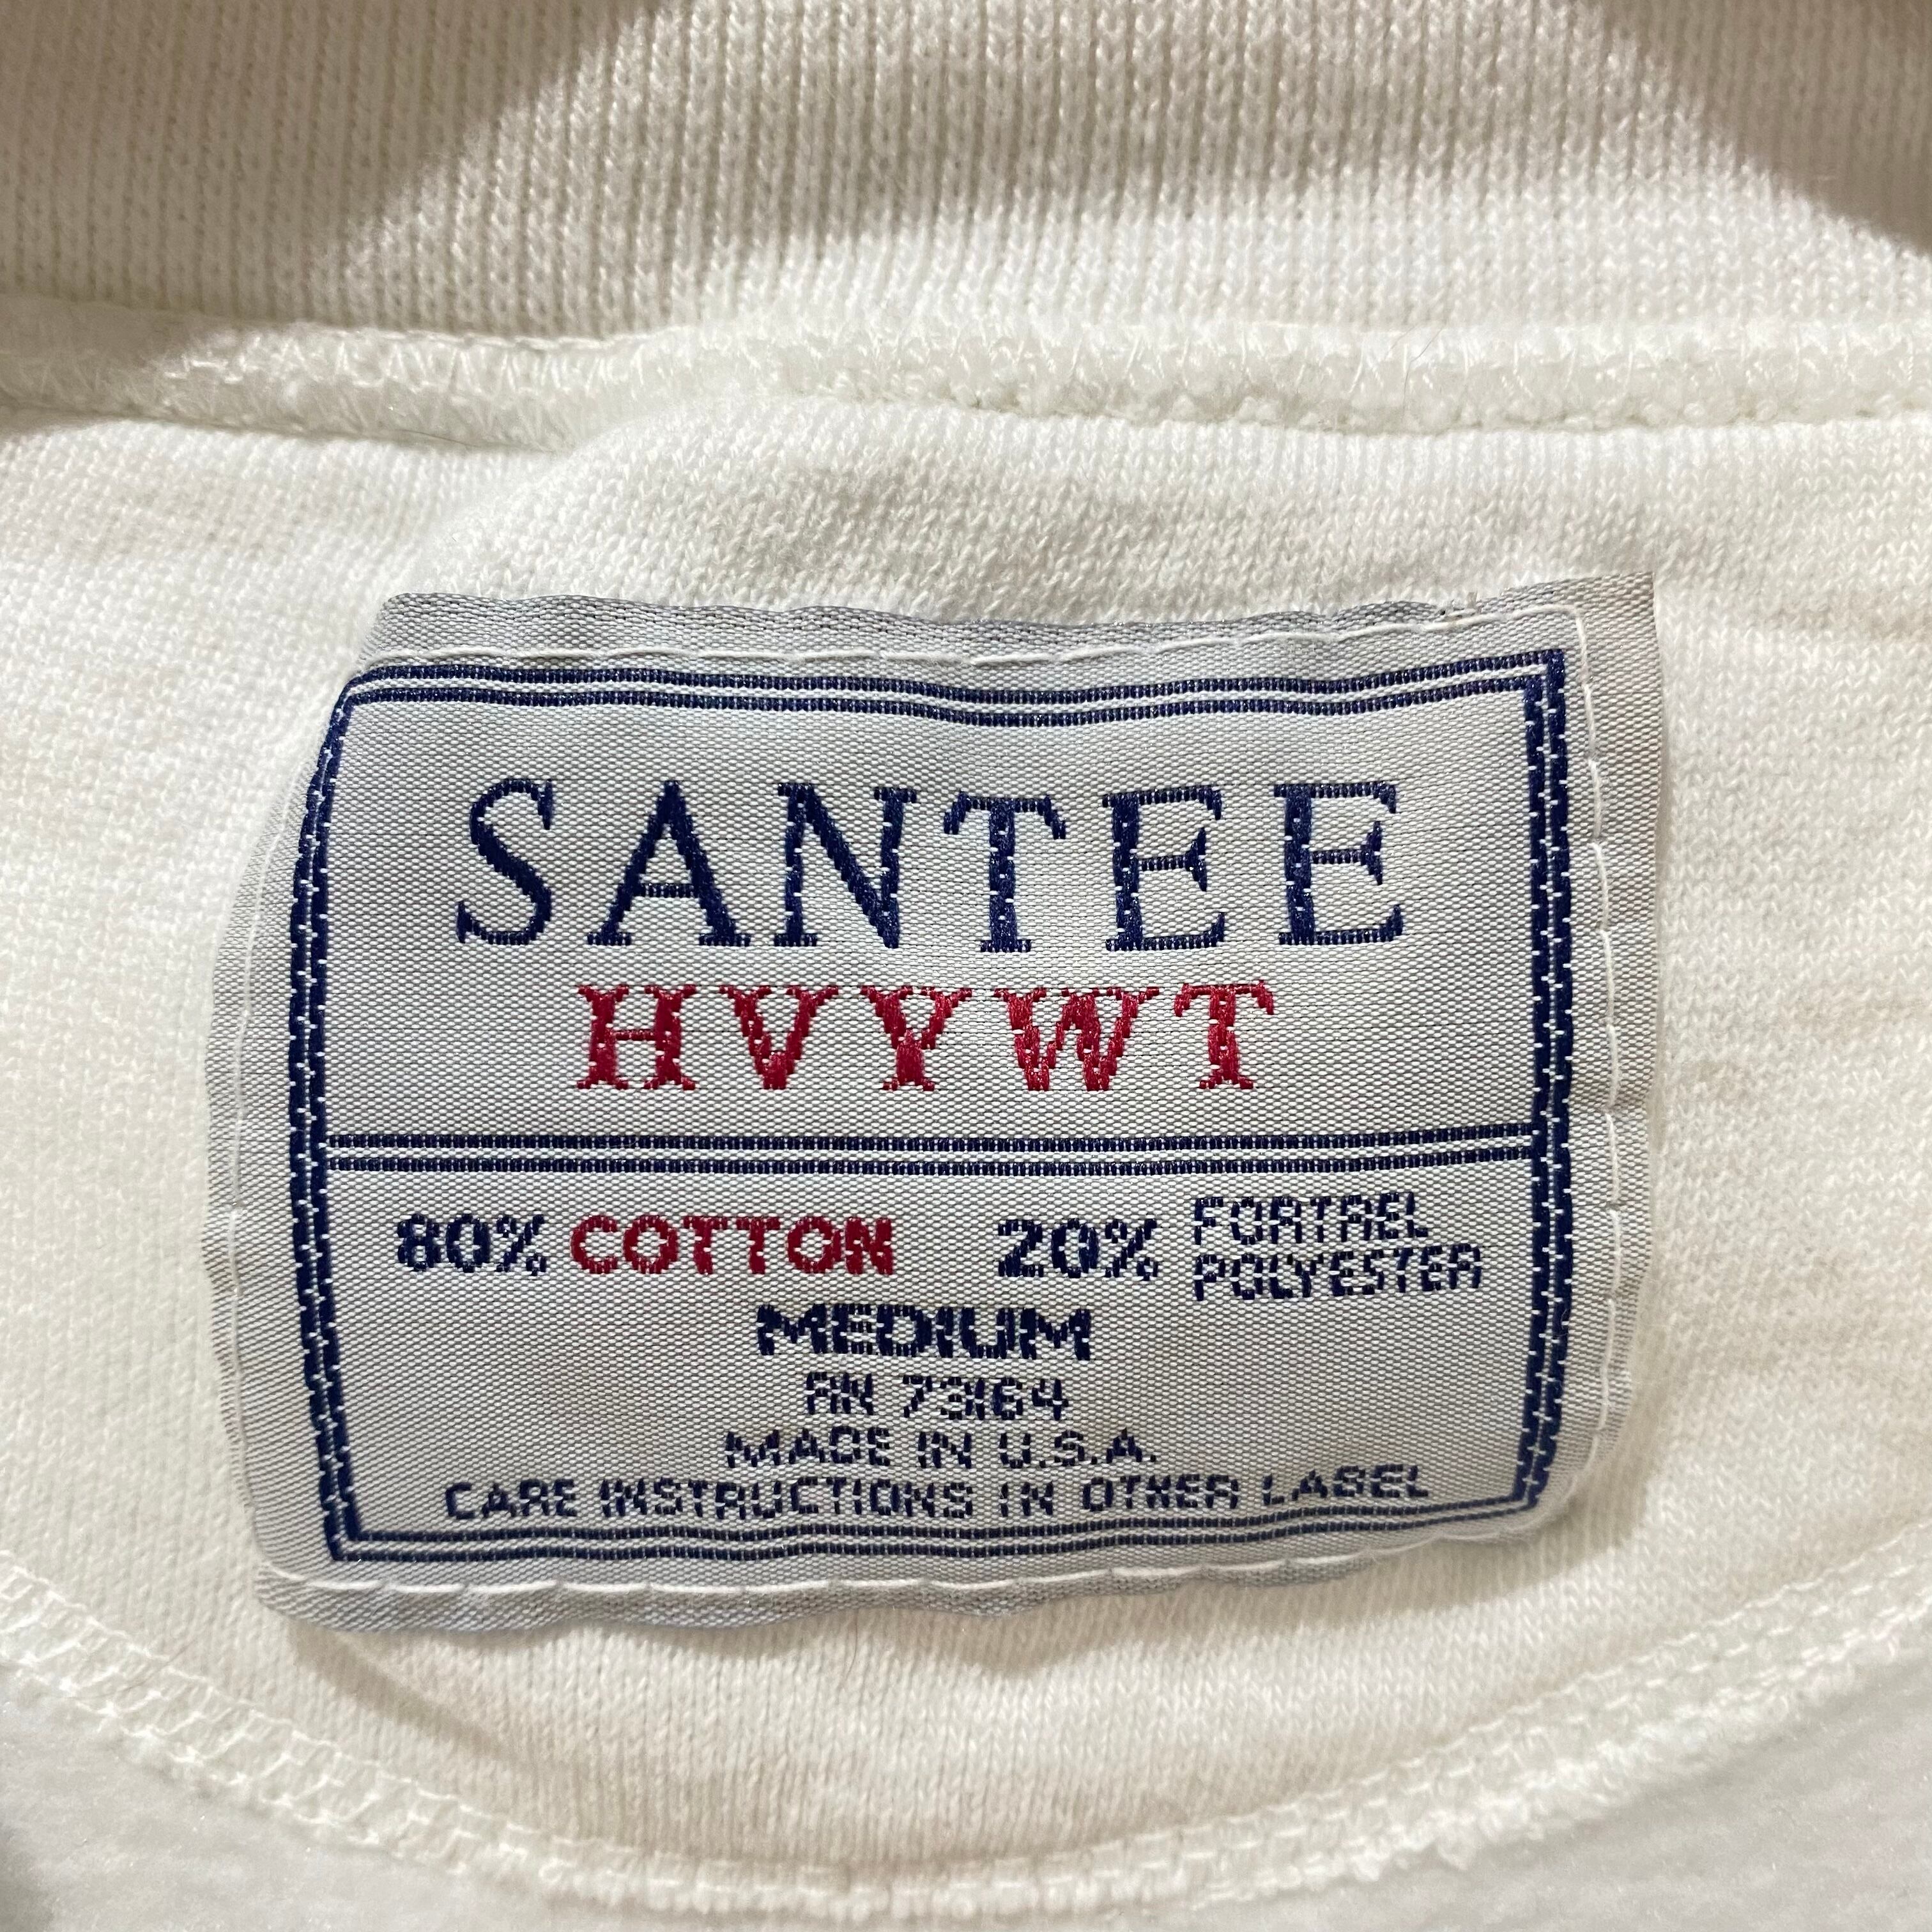 SANTEE
HVYWT
80% COTTON 20% FORTREL POLYESTER
MEDIUM
RN 73164
MADE IN U.S.A.
CARE INSTRUCTIONS IN OTHER LABEL